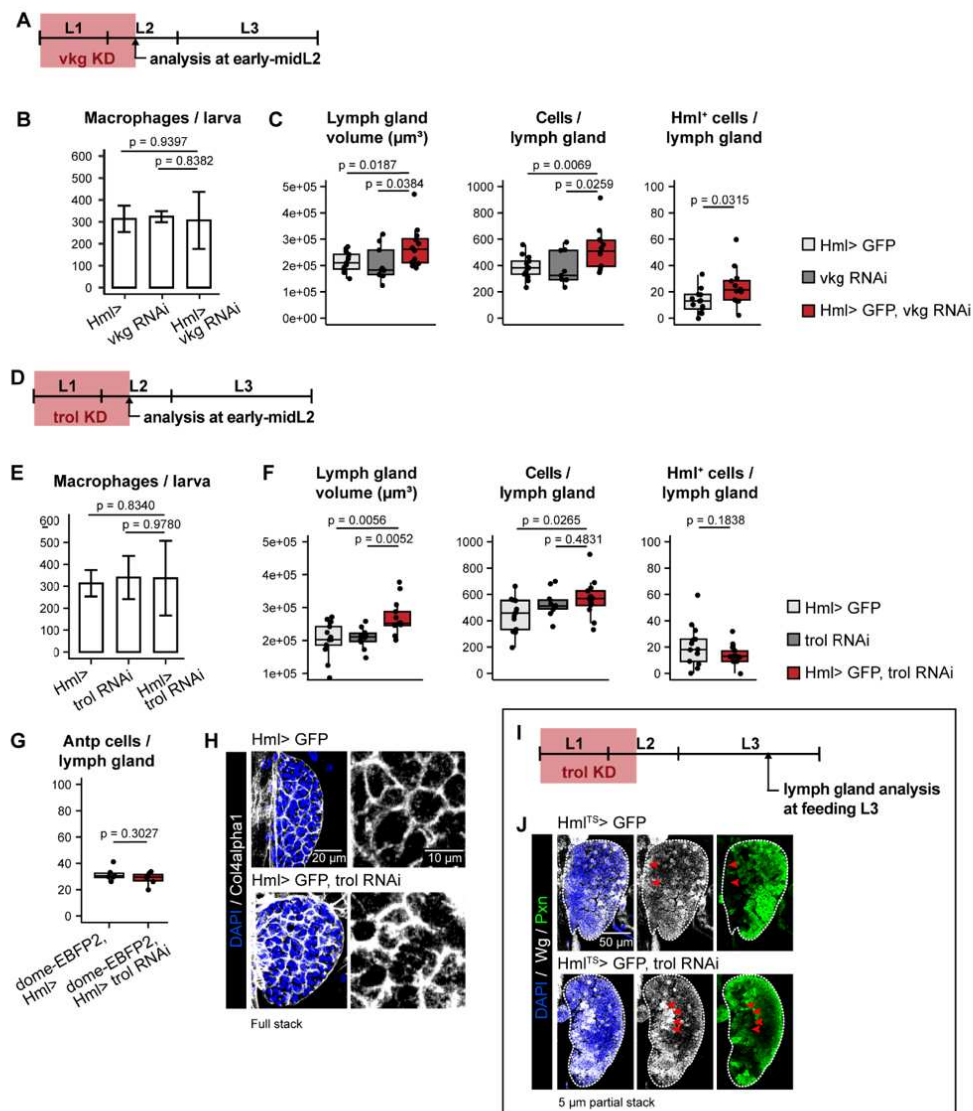 A
L1 L2 L3
vkg KD
analysis at early-midL2
B
Macrophages / larva
p = 0.9397
p = 0.8382
600
500
400
300
200
100
0
Hml>
vkg RNAi
Hml>
vkg RNAi
C
Lymph gland
volume (µm³)
p = 0.0187
p = 0.0384
5e+05
4e+05
3e+05
2e+05
1e+05
0e+00
Cells /
lymph gland
p = 0.0069
p = 0.0259
1000
800
600
400
200
0
Hml⁺ cells /
lymph gland
p = 0.0315
100
80
60
40
20
0
Hml> GFP
vkg RNAi
Hml> GFP, vkg RNAi
D
L1 L2 L3
trol KD
analysis at early-midL2
E
Macrophages / larva
p = 0.8340
p = 0.9780
600
500
400
300
200
100
0
Hml>
trol RNAi
Hml>
trol RNAi
F
Lymph gland
volume (µm³)
p = 0.0056
p = 0.0052
5e+05
4e+05
3e+05
2e+05
1e+05
Cells /
lymph gland
p = 0.0265
p = 0.4831
1000
800
600
400
200
0
Hml⁺ cells /
lymph gland
p = 0.1838
100
80
60
40
20
0
Hml> GFP
trol RNAi
Hml> GFP, trol RNAi
G
Antp cells /
lymph gland
p = 0.3027
100
80
60
40
20
0
dome-EBFP2,
Hml>
dome-EBFP2,
Hml> trol RNAi
H
Hml> GFP
20 µm
10 µm
Hml> GFP, trol RNAi
DAPI / Col4alpha1
Full stack
I
L1 L2 L3
trol KD
lymph gland analysis
at feeding L3
J
Hmlᵀˢ> GFP
50 µm
Hmlᵀˢ> GFP, trol RNAi
DAPI / Wg / Pxn
5 µm partial stack